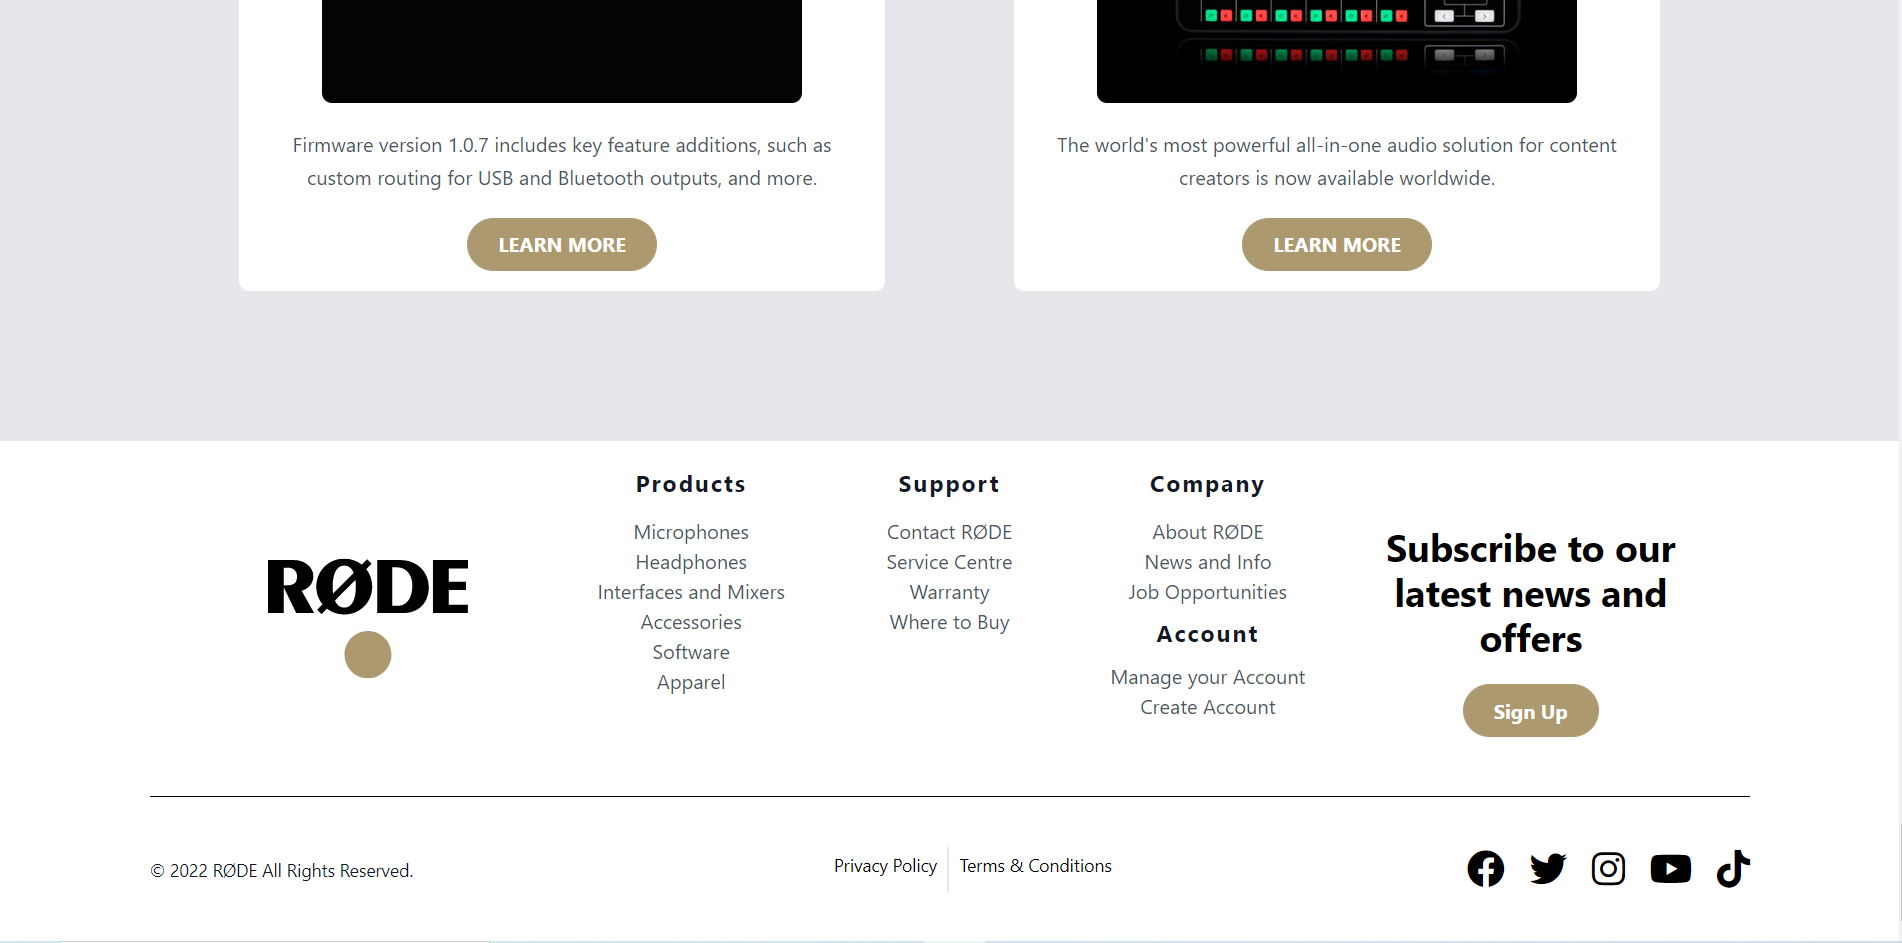 Firmware version 1.0.7 includes key feature additions, such as
custom routing for USB and Bluetooth outputs, and more.
LEARN MORE
The world's most powerful all-in-one audio solution for content
creators is now available worldwide.
LEARN MORE
RØDE
Products
Microphones
Headphones
Interfaces and Mixers
Accessories
Software
Apparel
Support
Contact RØDE
Service Centre
Warranty
Where to Buy
Company
About RØDE
News and Info
Job Opportunities
Account
Manage your Account
Create Account
Subscribe to our
latest news and
offers
Sign Up
© 2022 RØDE All Rights Reserved.
Privacy Policy
Terms & Conditions